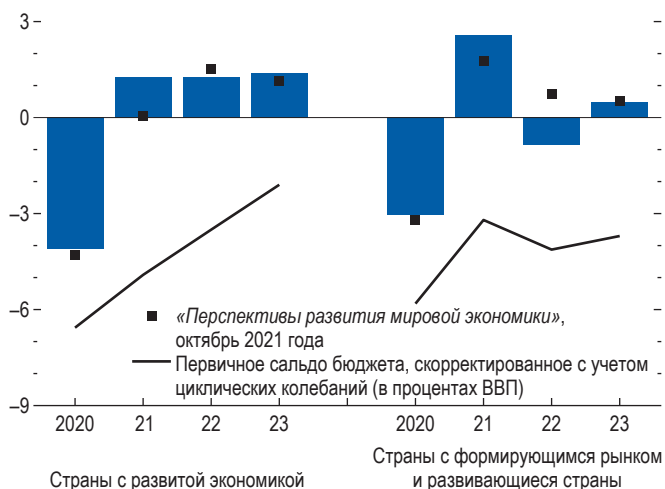 3
0
–3
–6
–9
«Перспективы развития мировой экономики»,
октябрь 2021 года
Первичное сальдо бюджета, скорректированное с учетом
циклических колебаний (в процентах ВВП)
2020 21 22 23 2020 21 22 23
Страны с развитой экономикой
Страны с формирующимся рынком
и развивающиеся страны